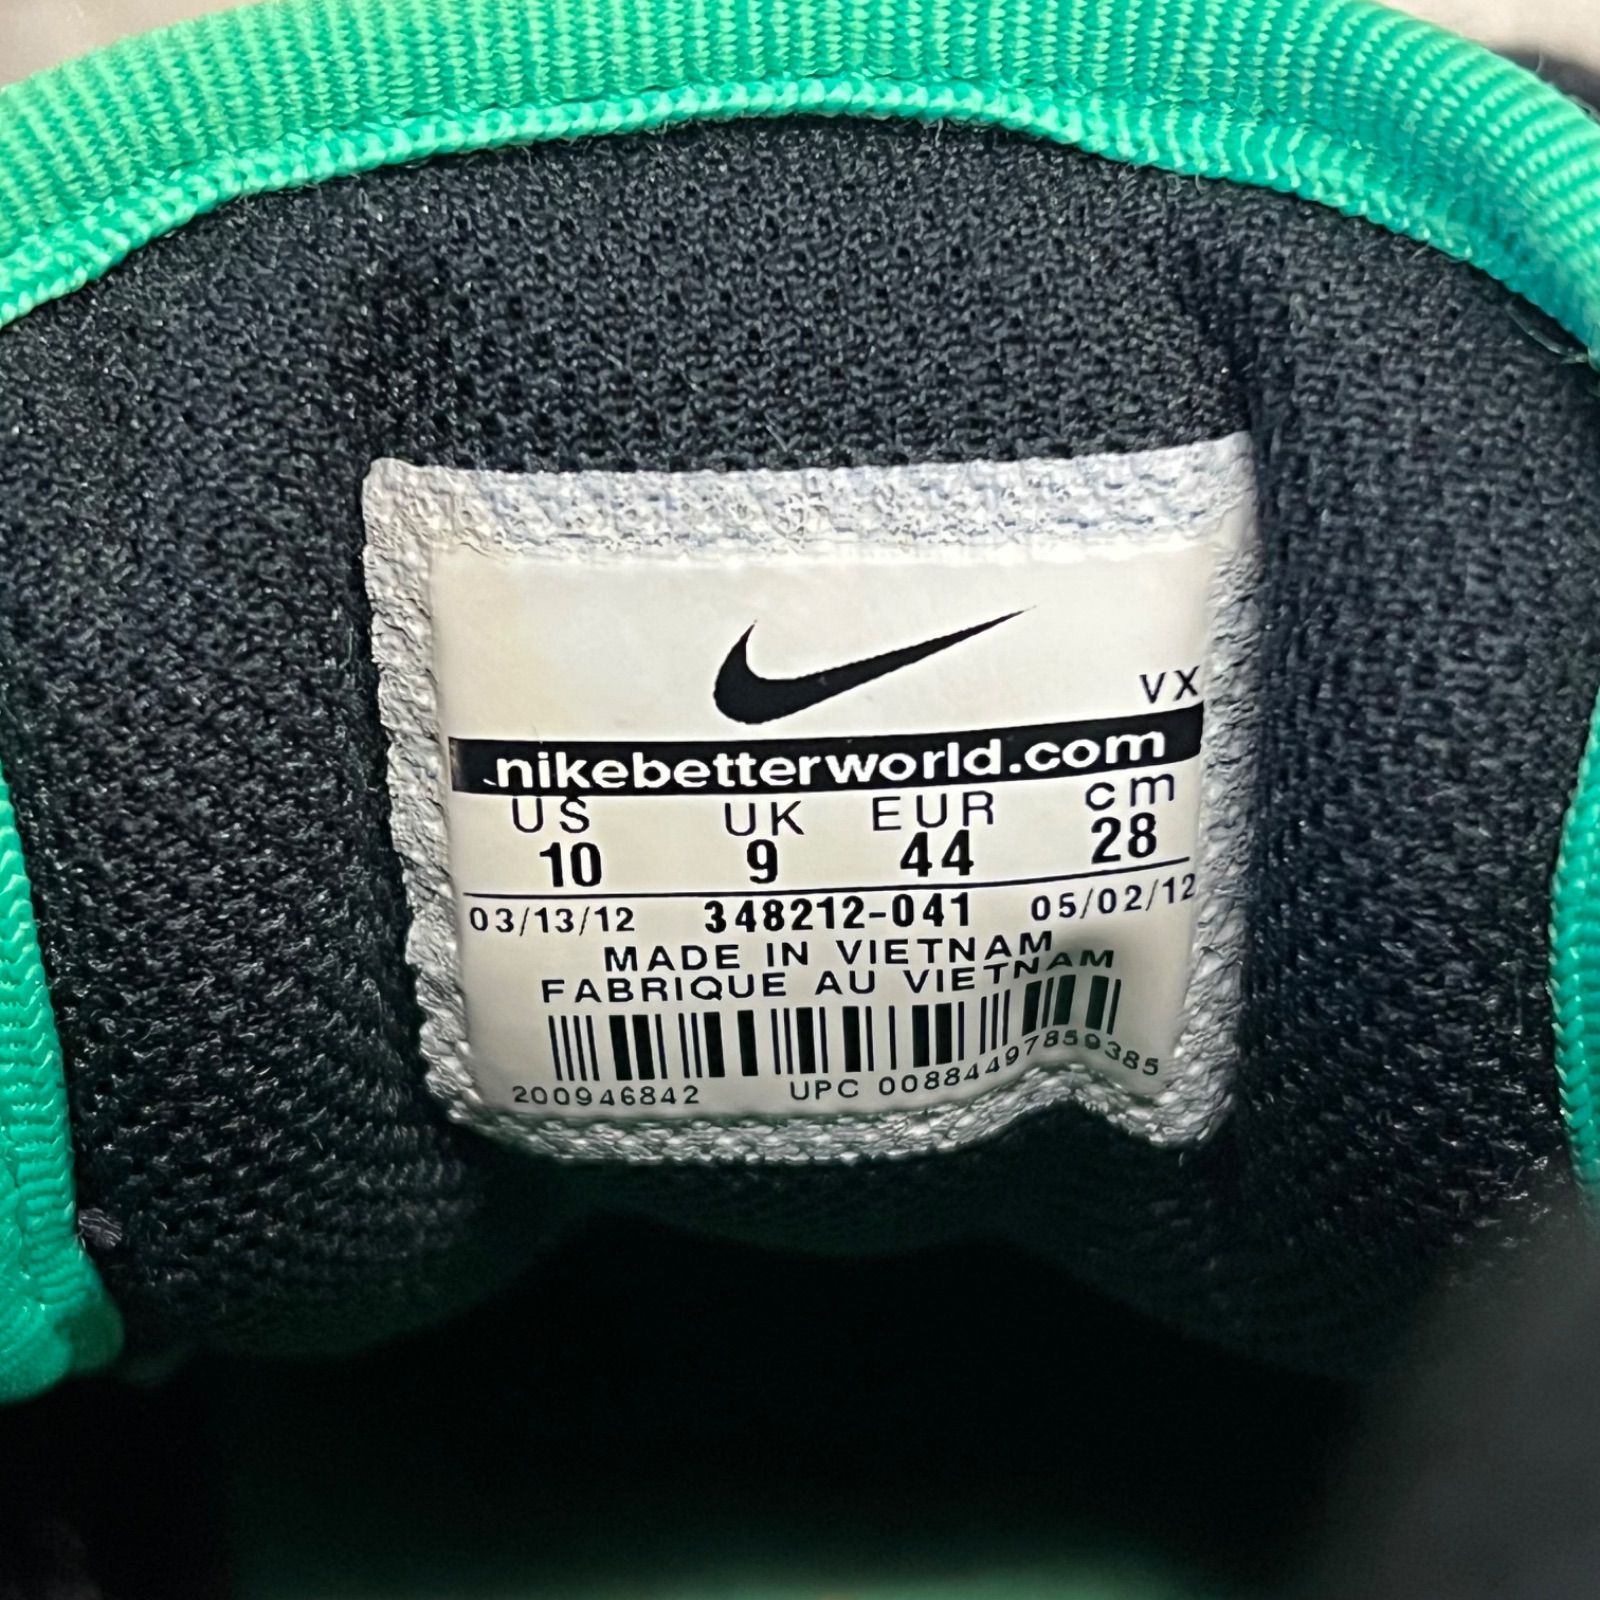 VX
nikebetterworld.com
US UK EUR cm
10 9 44 28
03/13/12 348212-041 05/02/12
MADE IN VIETNAM
FABRIQUE AU VIETNAM
200946842 UPC 00884497859385